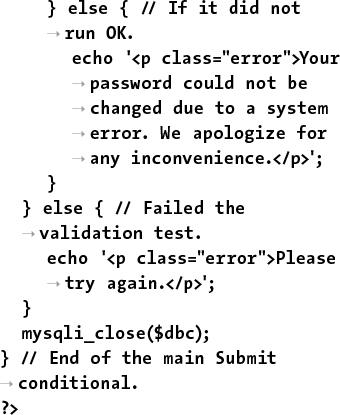 } else { // If it did not
→ run OK.
echo '<p class="error">Your
→ password could not be
→ changed due to a system
→ error. We apologize for
→ any inconvenience.</p>';
}
} else { // Failed the
→ validation test.
echo '<p class="error">Please
→ try again.</p>';
}
mysqli_close($dbc);
} // End of the main Submit
→ conditional.
?>